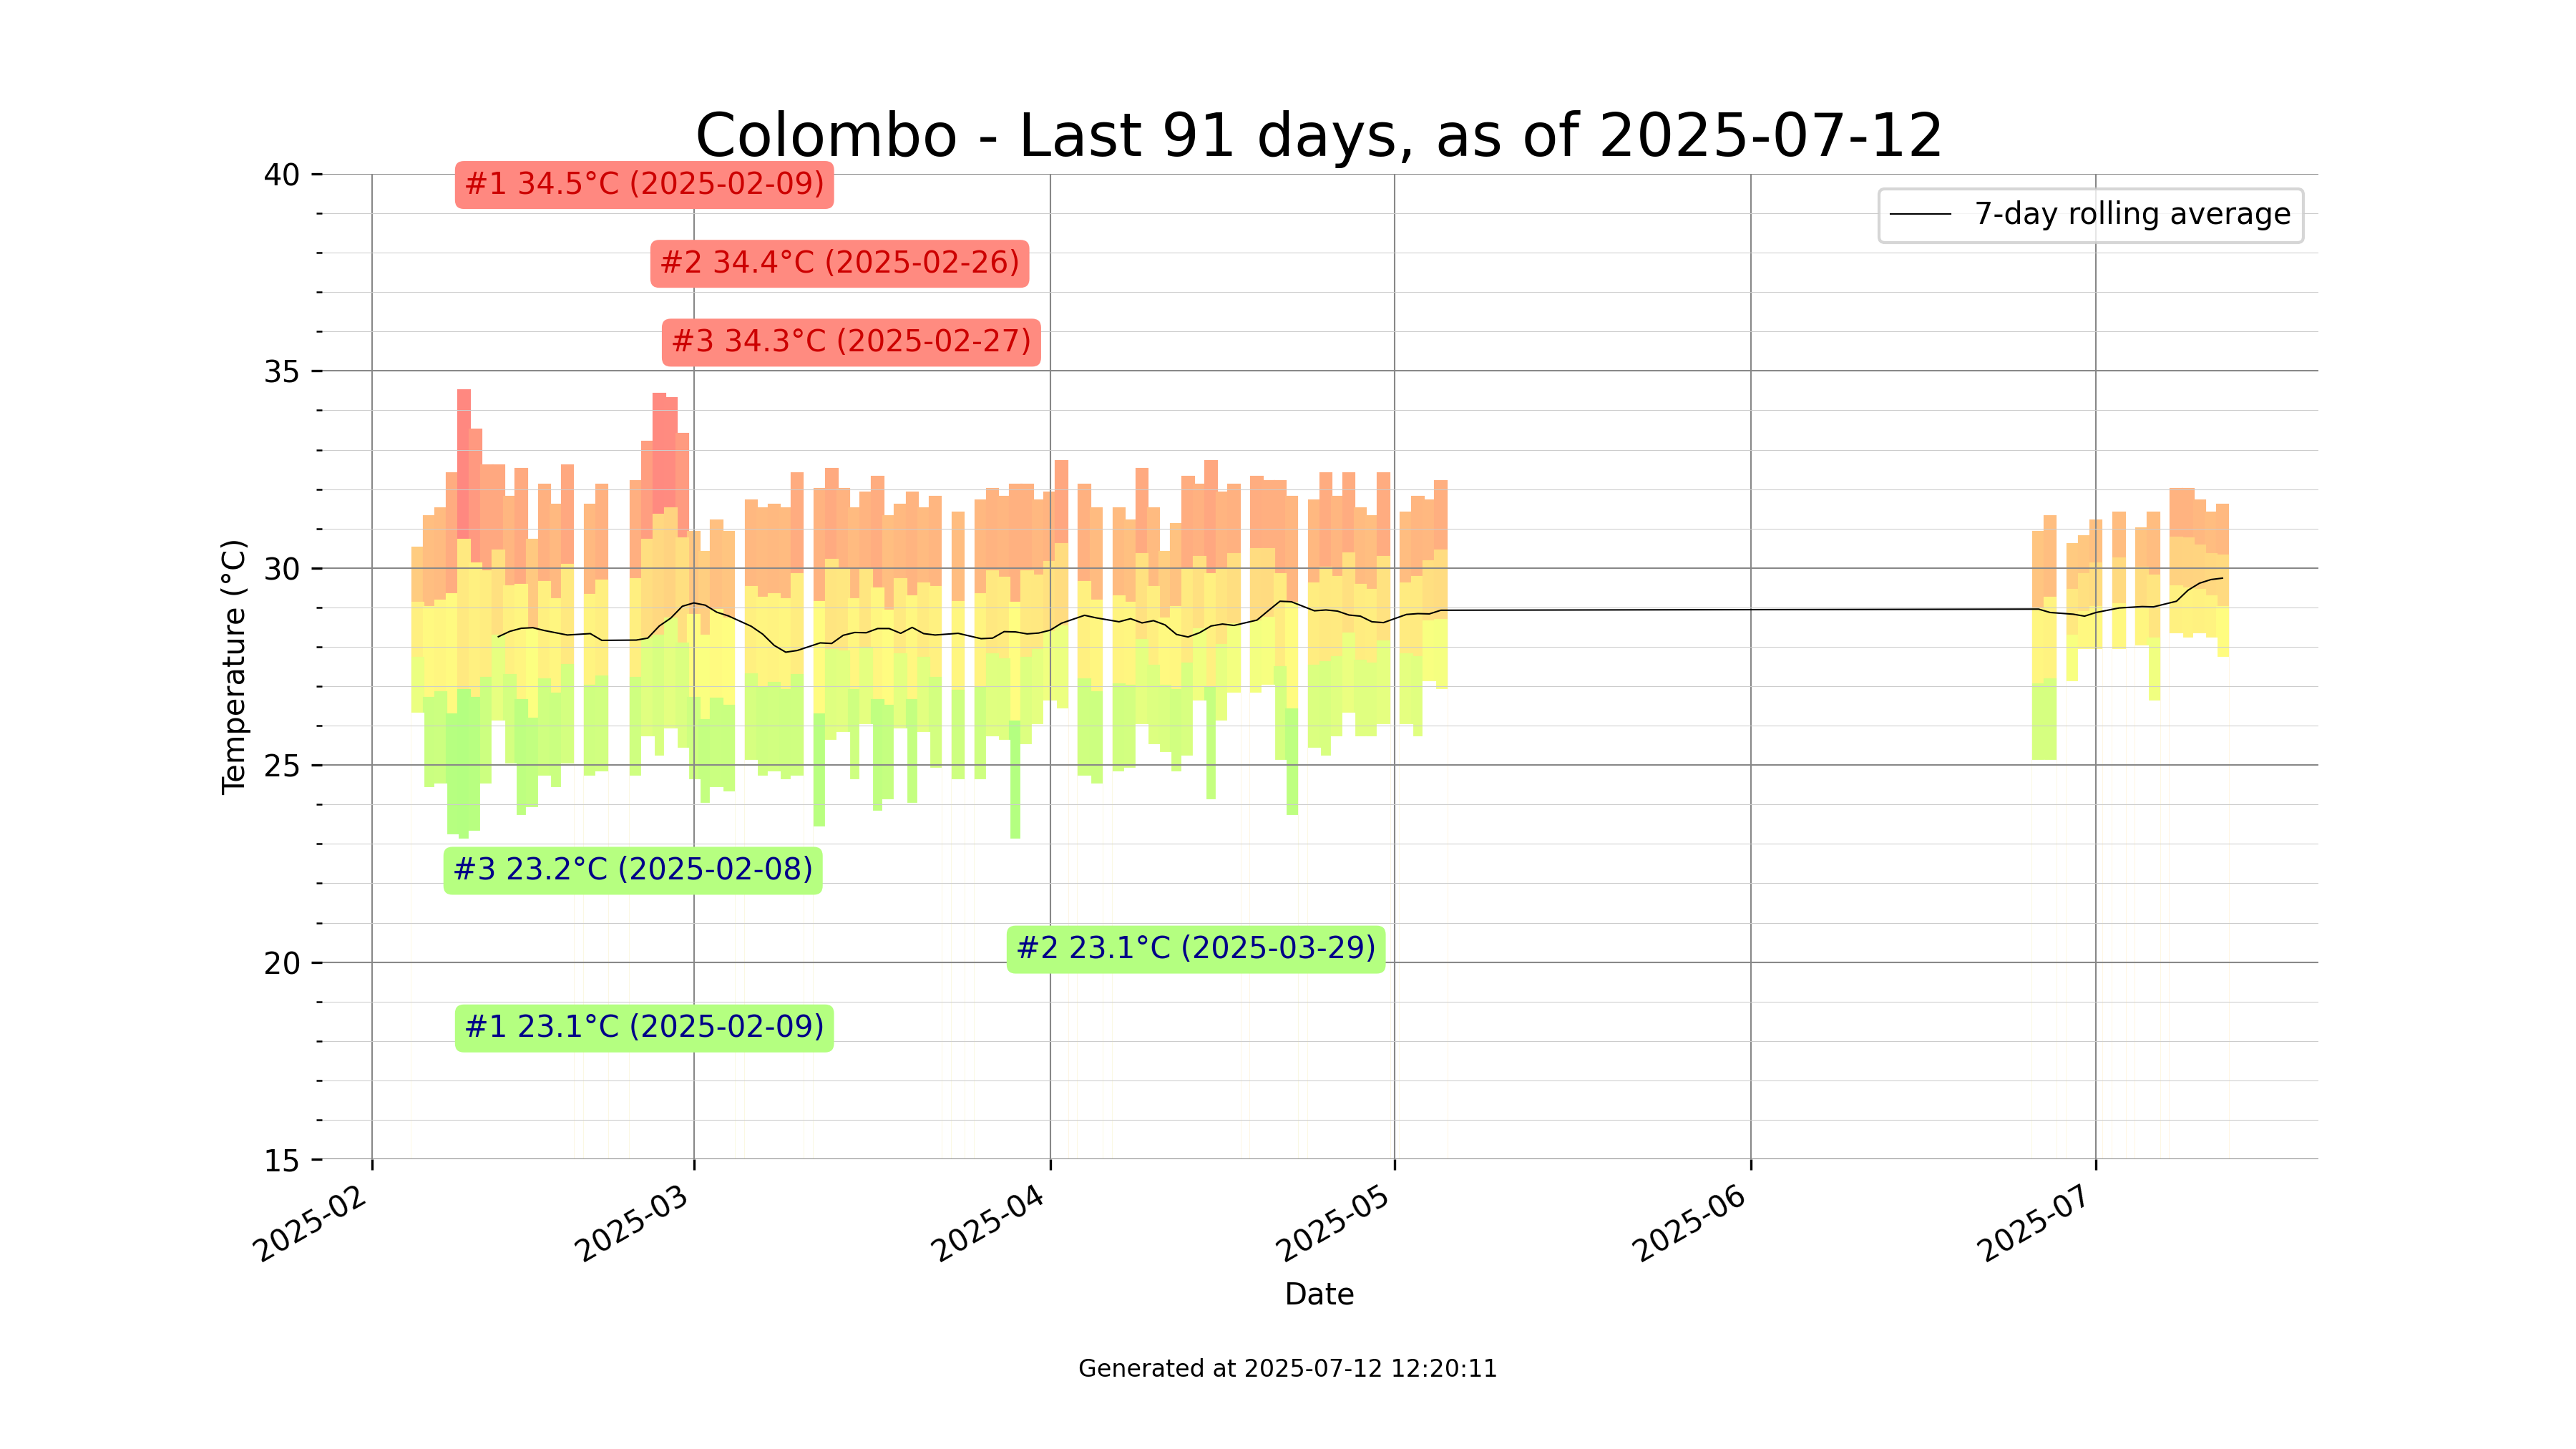 Colombo - Last 91 days, as of 2025-07-12
40
#1 34.5°C (2025-02-09)
7-day rolling average
#2 34.4°C (2025-02-26)
#3 34.3°C (2025-02-27)
35
30
Temperature (°C)
25
#3 23.2°C (2025-02-08)
#2 23.1°C (2025-03-29)
20
#1 23.1°C (2025-02-09)
15
2025-02
2025-03
2025-04
2025-05
2025-06
2025-07
Date
Generated at 2025-07-12 12:20:11